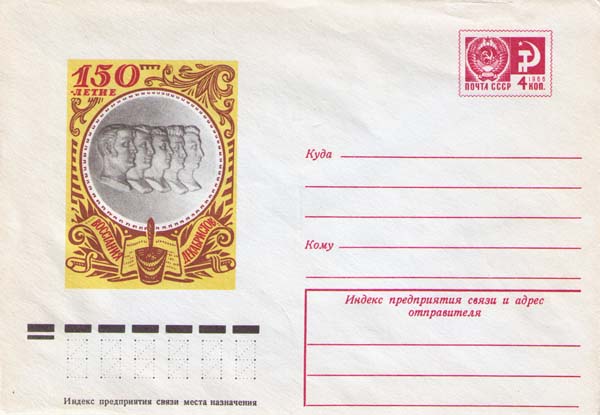 150
-ЛЕТИЕ
ВОССТАНИЯ ДЕКАБРИСТОВ
1966
ПОЧТА СССР 4 КОП.
Куда
Кому
Индекс предприятия связи и адрес
отправителя
Индекс предприятия связи места назначения